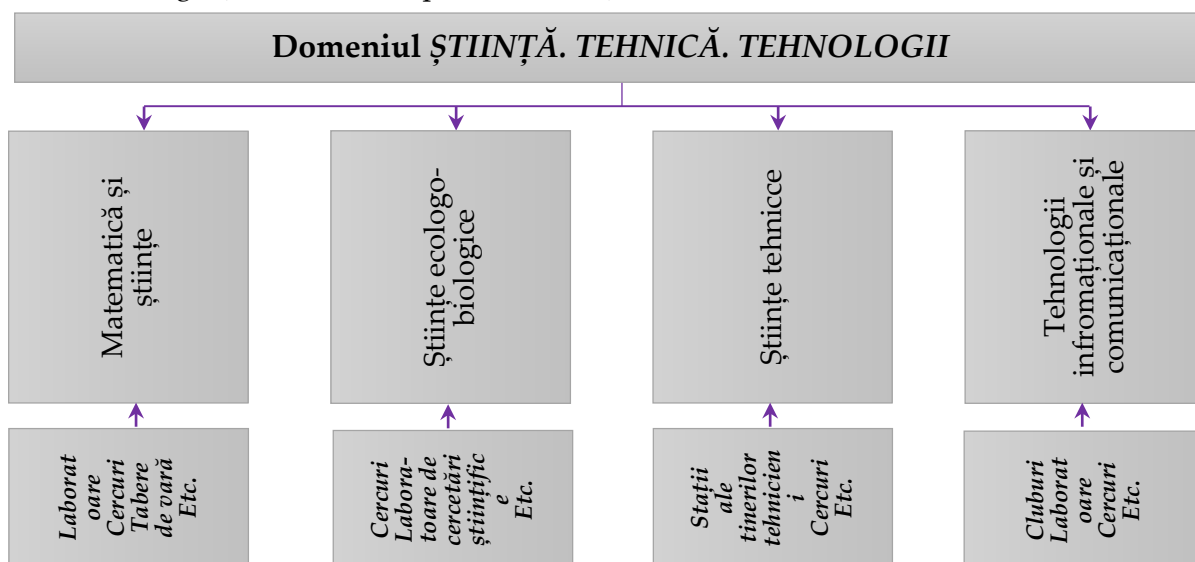 Domeniul ȘTIINȚĂ. TEHNICĂ. TEHNOLOGII
Matematică și
științe
Științe ecologo-
biologice
Științe tehnicce
Tehnologii
infromaționale și
comunicaționale
Laborat
oare
Cercuri
Tabere
de vară
Etc.
Cercuri
Labora-
toare de
cercetări
științific
e
Etc.
Stații
ale
tinerilor
tehnicien
i
Cercuri
Etc.
Cluburi
Laborat
oare
Cercuri
Etc.